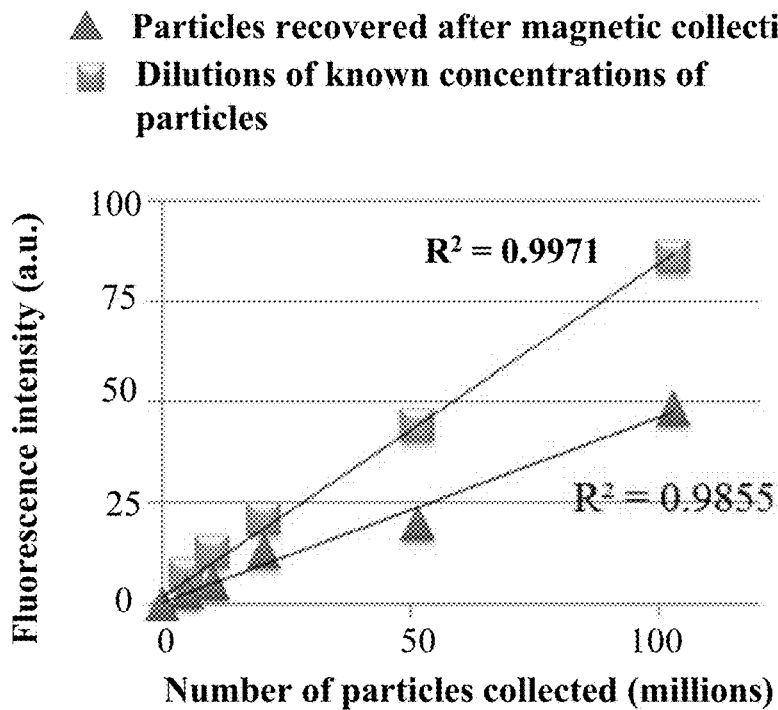 Particles recovered after magnetic collecti
Dilutions of known concentrations of
particles
100
75
50
25
0
Fluorescence intensity (a.u.)
R² = 0.9971
R² = 0.9855
0 50 100
Number of particles collected (millions)